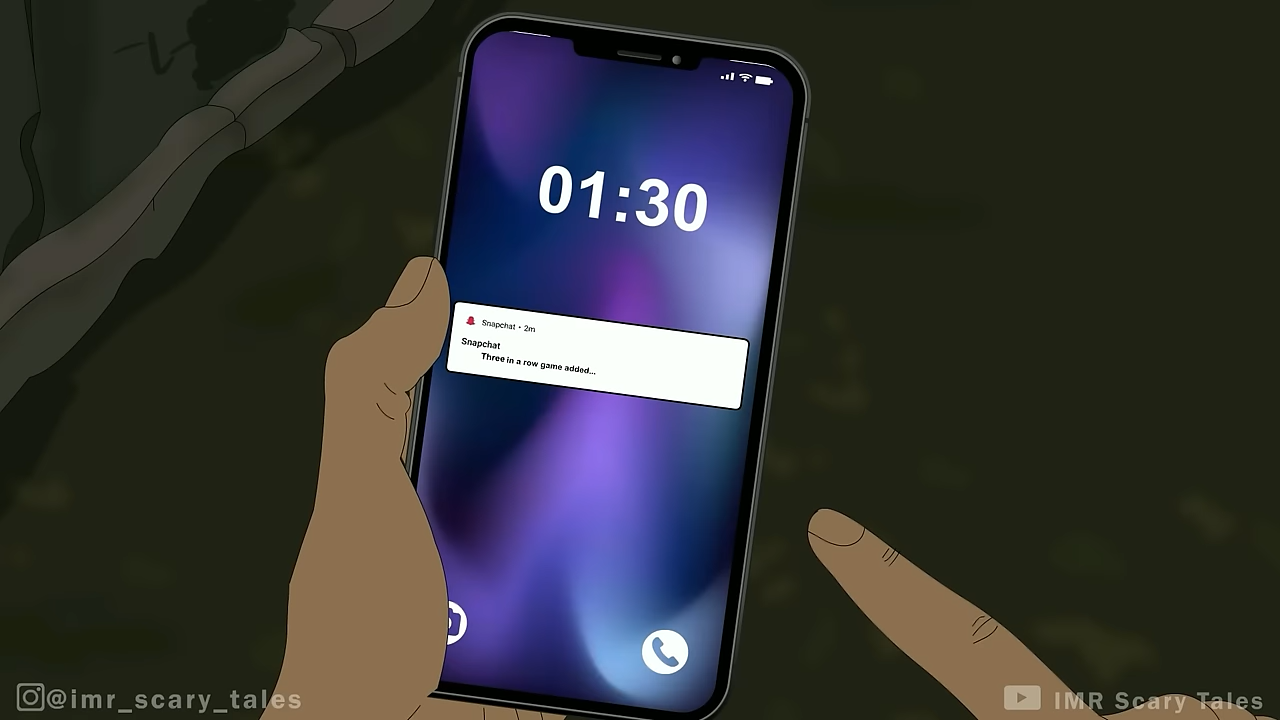 01:30
Snapchat • 2m
Snapchat
Three in a row game added...
@imr_scary_tales
IMR Scary Tales